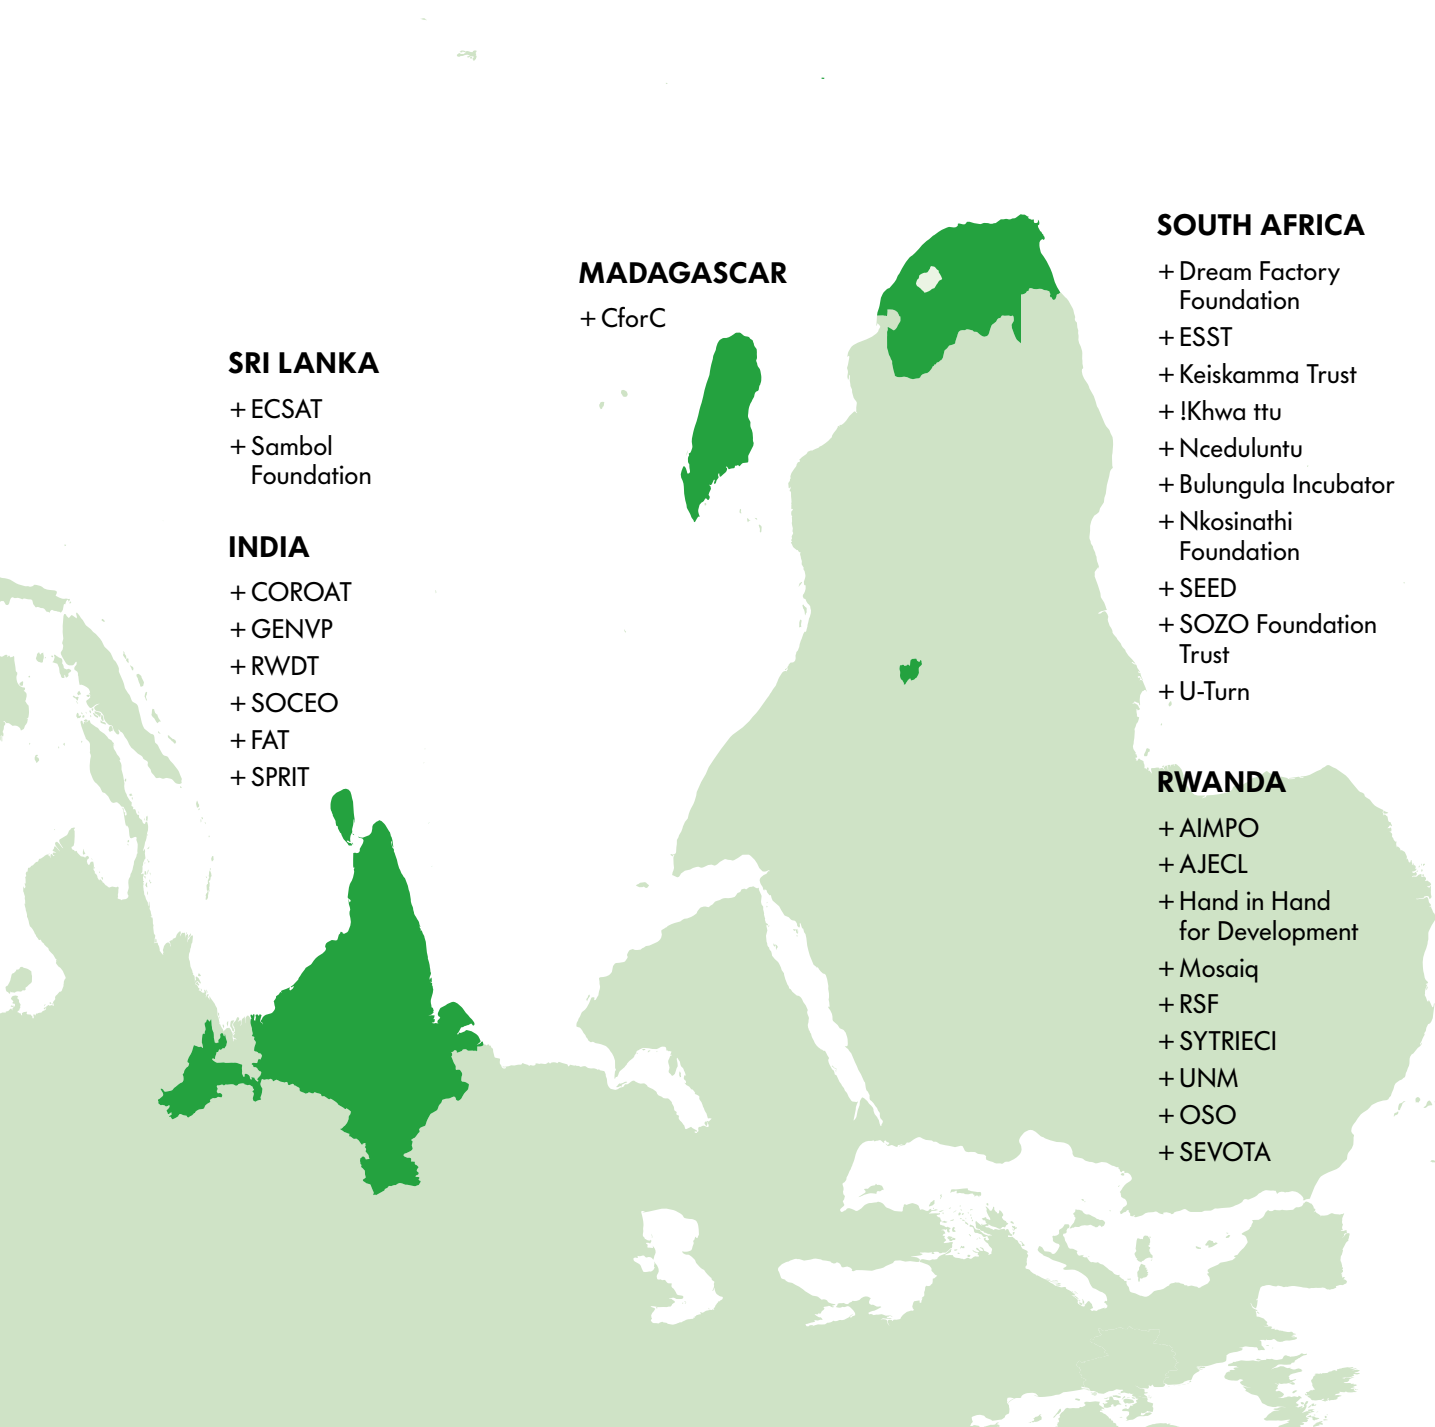 SRI LANKA
+ ECSAT
+ Sambol
Foundation
INDIA
+ COROAT
+ GENVP
+ RWDT
+ SOCEO
+ FAT
+ SPRIT
MADAGASCAR
+ CforC
SOUTH AFRICA
+ Dream Factory
Foundation
+ ESST
+ Keiskamma Trust
+ !Khwa ttu
+ Nceduluntu
+ Bulungula Incubator
+ Nkosinathi
Foundation
+ SEED
+ SOZO Foundation
Trust
+ U-Turn
RWANDA
+ AIMPO
+ AJECL
+ Hand in Hand
for Development
+ Mosaiq
+ RSF
+ SYTRIECI
+ UNM
+ OSO
+ SEVOTA